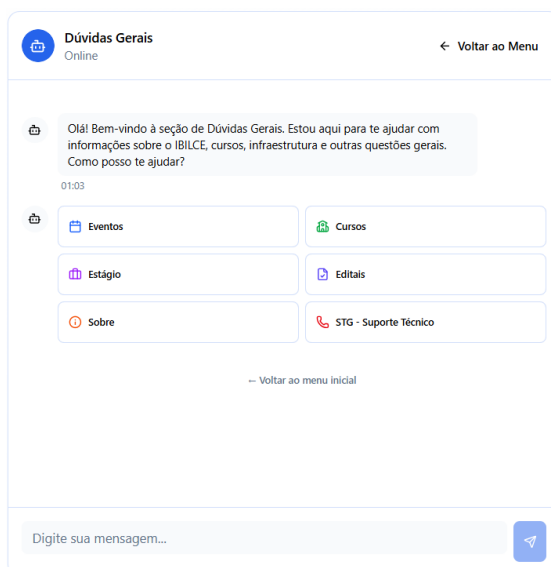 Dúvidas Gerais
Online
← Voltar ao Menu
Olá! Bem-vindo à seção de Dúvidas Gerais. Estou aqui para te ajudar com
informações sobre o IBILCE, cursos, infraestrutura e outras questões gerais.
Como posso te ajudar?
01:03
Eventos
Cursos
Estágio
Editais
Sobre
STG - Suporte Técnico
← Voltar ao menu inicial
Digite sua mensagem...